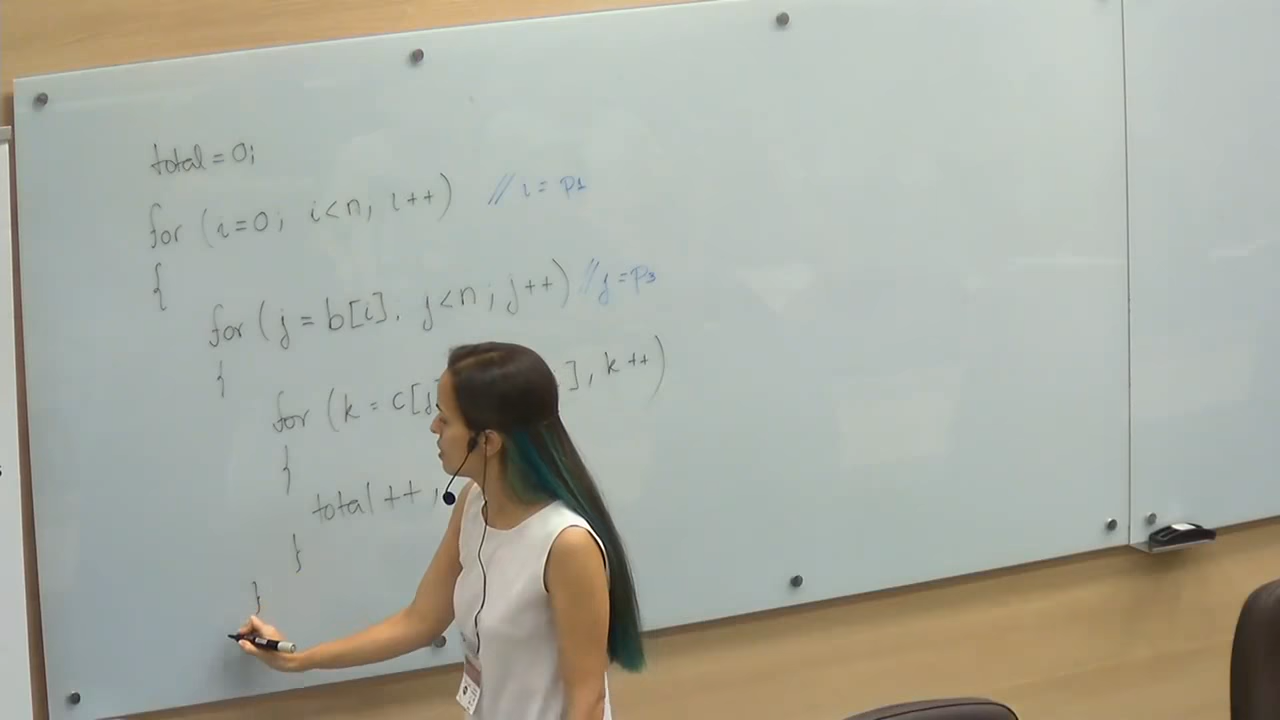 total = 0;
for (i=0; i<n, i++) // i = p1
{
for (j = b[i], j<n; j++) // j = p3
{
for (k = c[j ], k++)
{
total ++ ;
}
}